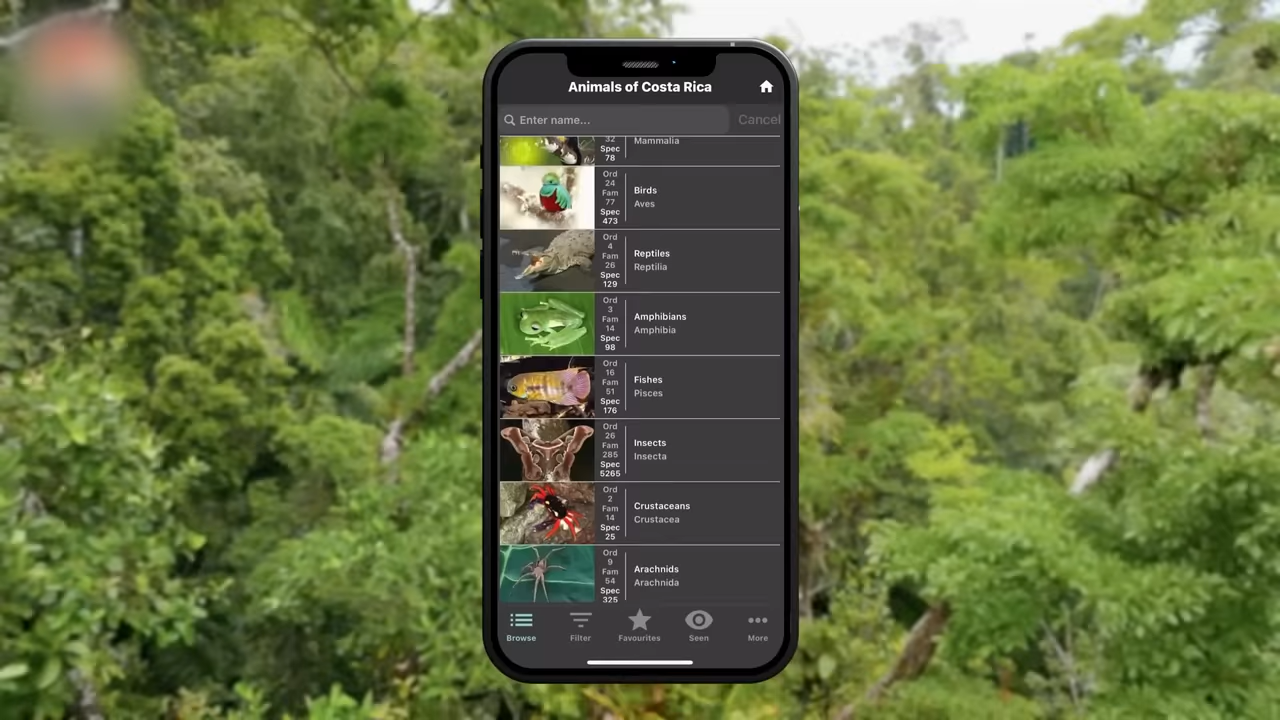 Animals of Costa Rica
Enter name...
Cancel
32
Spec
78
Mammalia
Ord
24
Fam
77
Spec
473
Birds
Aves
Ord
4
Fam
26
Spec
129
Reptiles
Reptilia
Ord
3
Fam
14
Spec
98
Amphibians
Amphibia
Ord
16
Fam
51
Spec
176
Fishes
Pisces
Ord
26
Fam
285
Spec
5265
Insects
Insecta
Ord
2
Fam
14
Spec
25
Crustaceans
Crustacea
Ord
9
Fam
54
Spec
325
Arachnids
Arachnida
Browse
Filter
Favourites
Seen
More